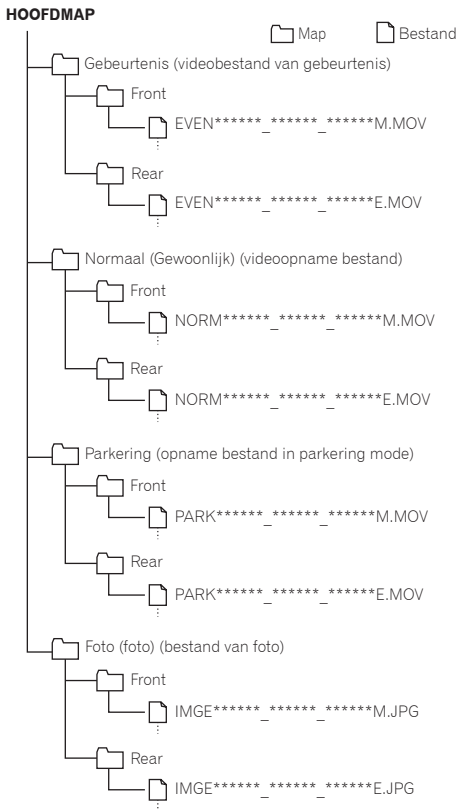 HOOFDMAP
Map Bestand
Gebeurtenis (videobestand van gebeurtenis)
Front
EVEN******_******_******M.MOV
Rear
EVEN******_******_******E.MOV
Normaal (Gewoonlijk) (videoopname bestand)
Front
NORM******_******_******M.MOV
Rear
NORM******_******_******E.MOV
Parkering (opname bestand in parkering mode)
Front
PARK******_******_******M.MOV
Rear
PARK******_******_******E.MOV
Foto (foto) (bestand van foto)
Front
IMGE******_******_******M.JPG
Rear
IMGE******_******_******E.JPG